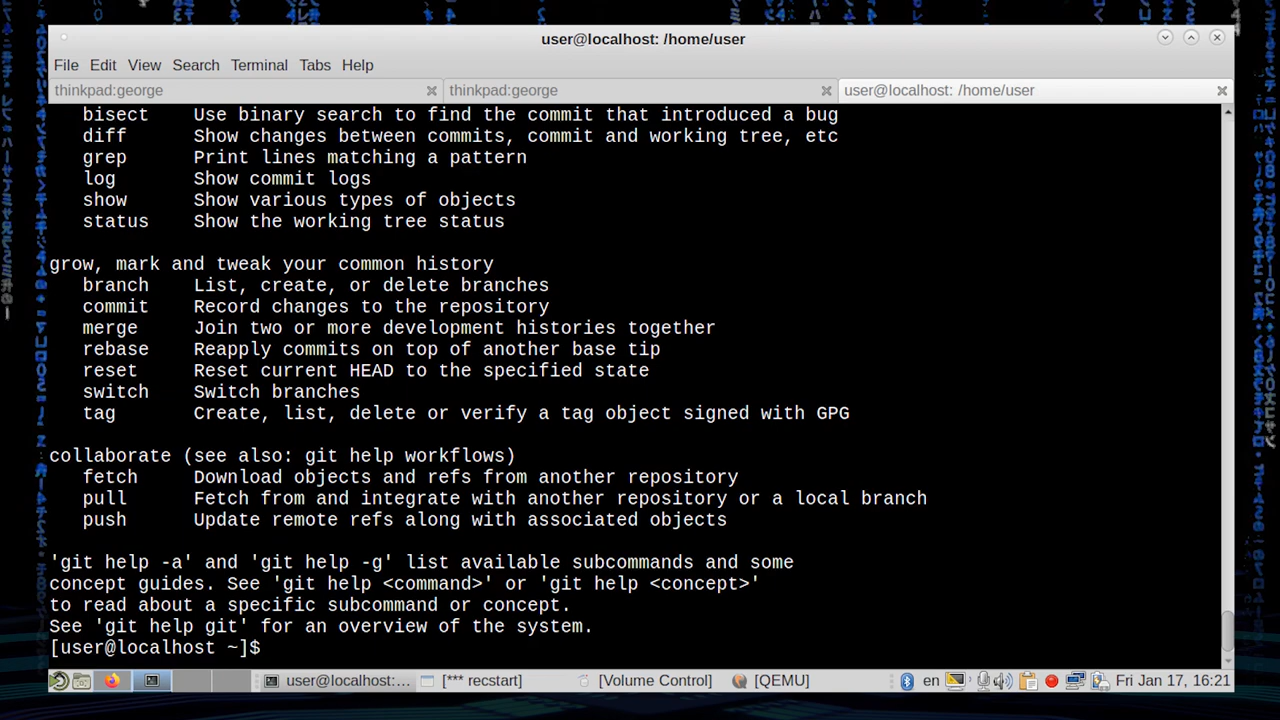 user@localhost: /home/user
File Edit View Search Terminal Tabs Help
thinkpad:george thinkpad:george user@localhost: /home/user
bisect Use binary search to find the commit that introduced a bug
diff Show changes between commits, commit and working tree, etc
grep Print lines matching a pattern
log Show commit logs
show Show various types of objects
status Show the working tree status
grow, mark and tweak your common history
branch List, create, or delete branches
commit Record changes to the repository
merge Join two or more development histories together
rebase Reapply commits on top of another base tip
reset Reset current HEAD to the specified state
switch Switch branches
tag Create, list, delete or verify a tag object signed with GPG
collaborate (see also: git help workflows)
fetch Download objects and refs from another repository
pull Fetch from and integrate with another repository or a local branch
push Update remote refs along with associated objects
'git help -a' and 'git help -g' list available subcommands and some
concept guides. See 'git help <command>' or 'git help <concept>'
to read about a specific subcommand or concept.
See 'git help git' for an overview of the system.
[user@localhost ~]$
user@localhost:... [*** recstart] [Volume Control] [QEMU] en Fri Jan 17, 16:21